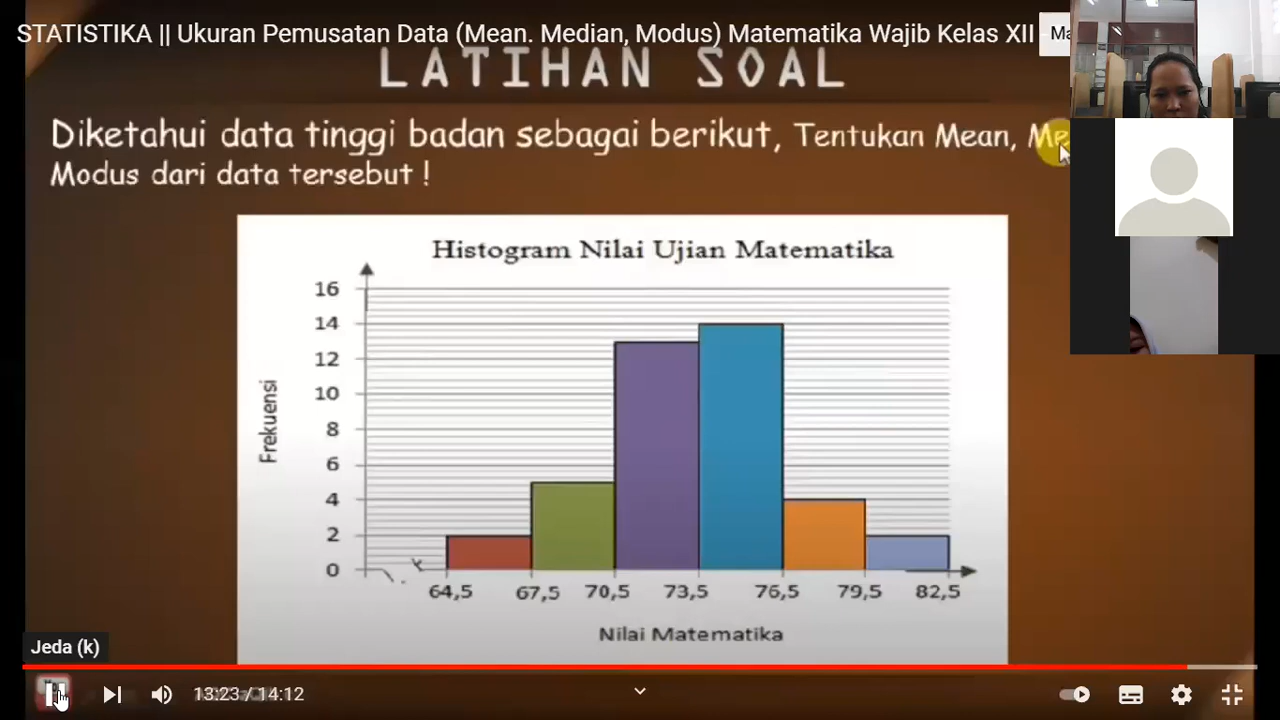 STATISTIKA || Ukuran Pemusatan Data (Mean. Median, Modus) Matematika Wajib Kelas XII - Ma
LATIHAN SOAL
Diketahui data tinggi badan sebagai berikut, Tentukan Mean, Me
Modus dari data tersebut !
Histogram Nilai Ujian Matematika
16
14
12
10
8
6
4
2
0
Frekuensi
64,5 67,5 70,5 73,5 76,5 79,5 82,5
Nilai Matematika
Jeda (k)
13:23 / 14:12